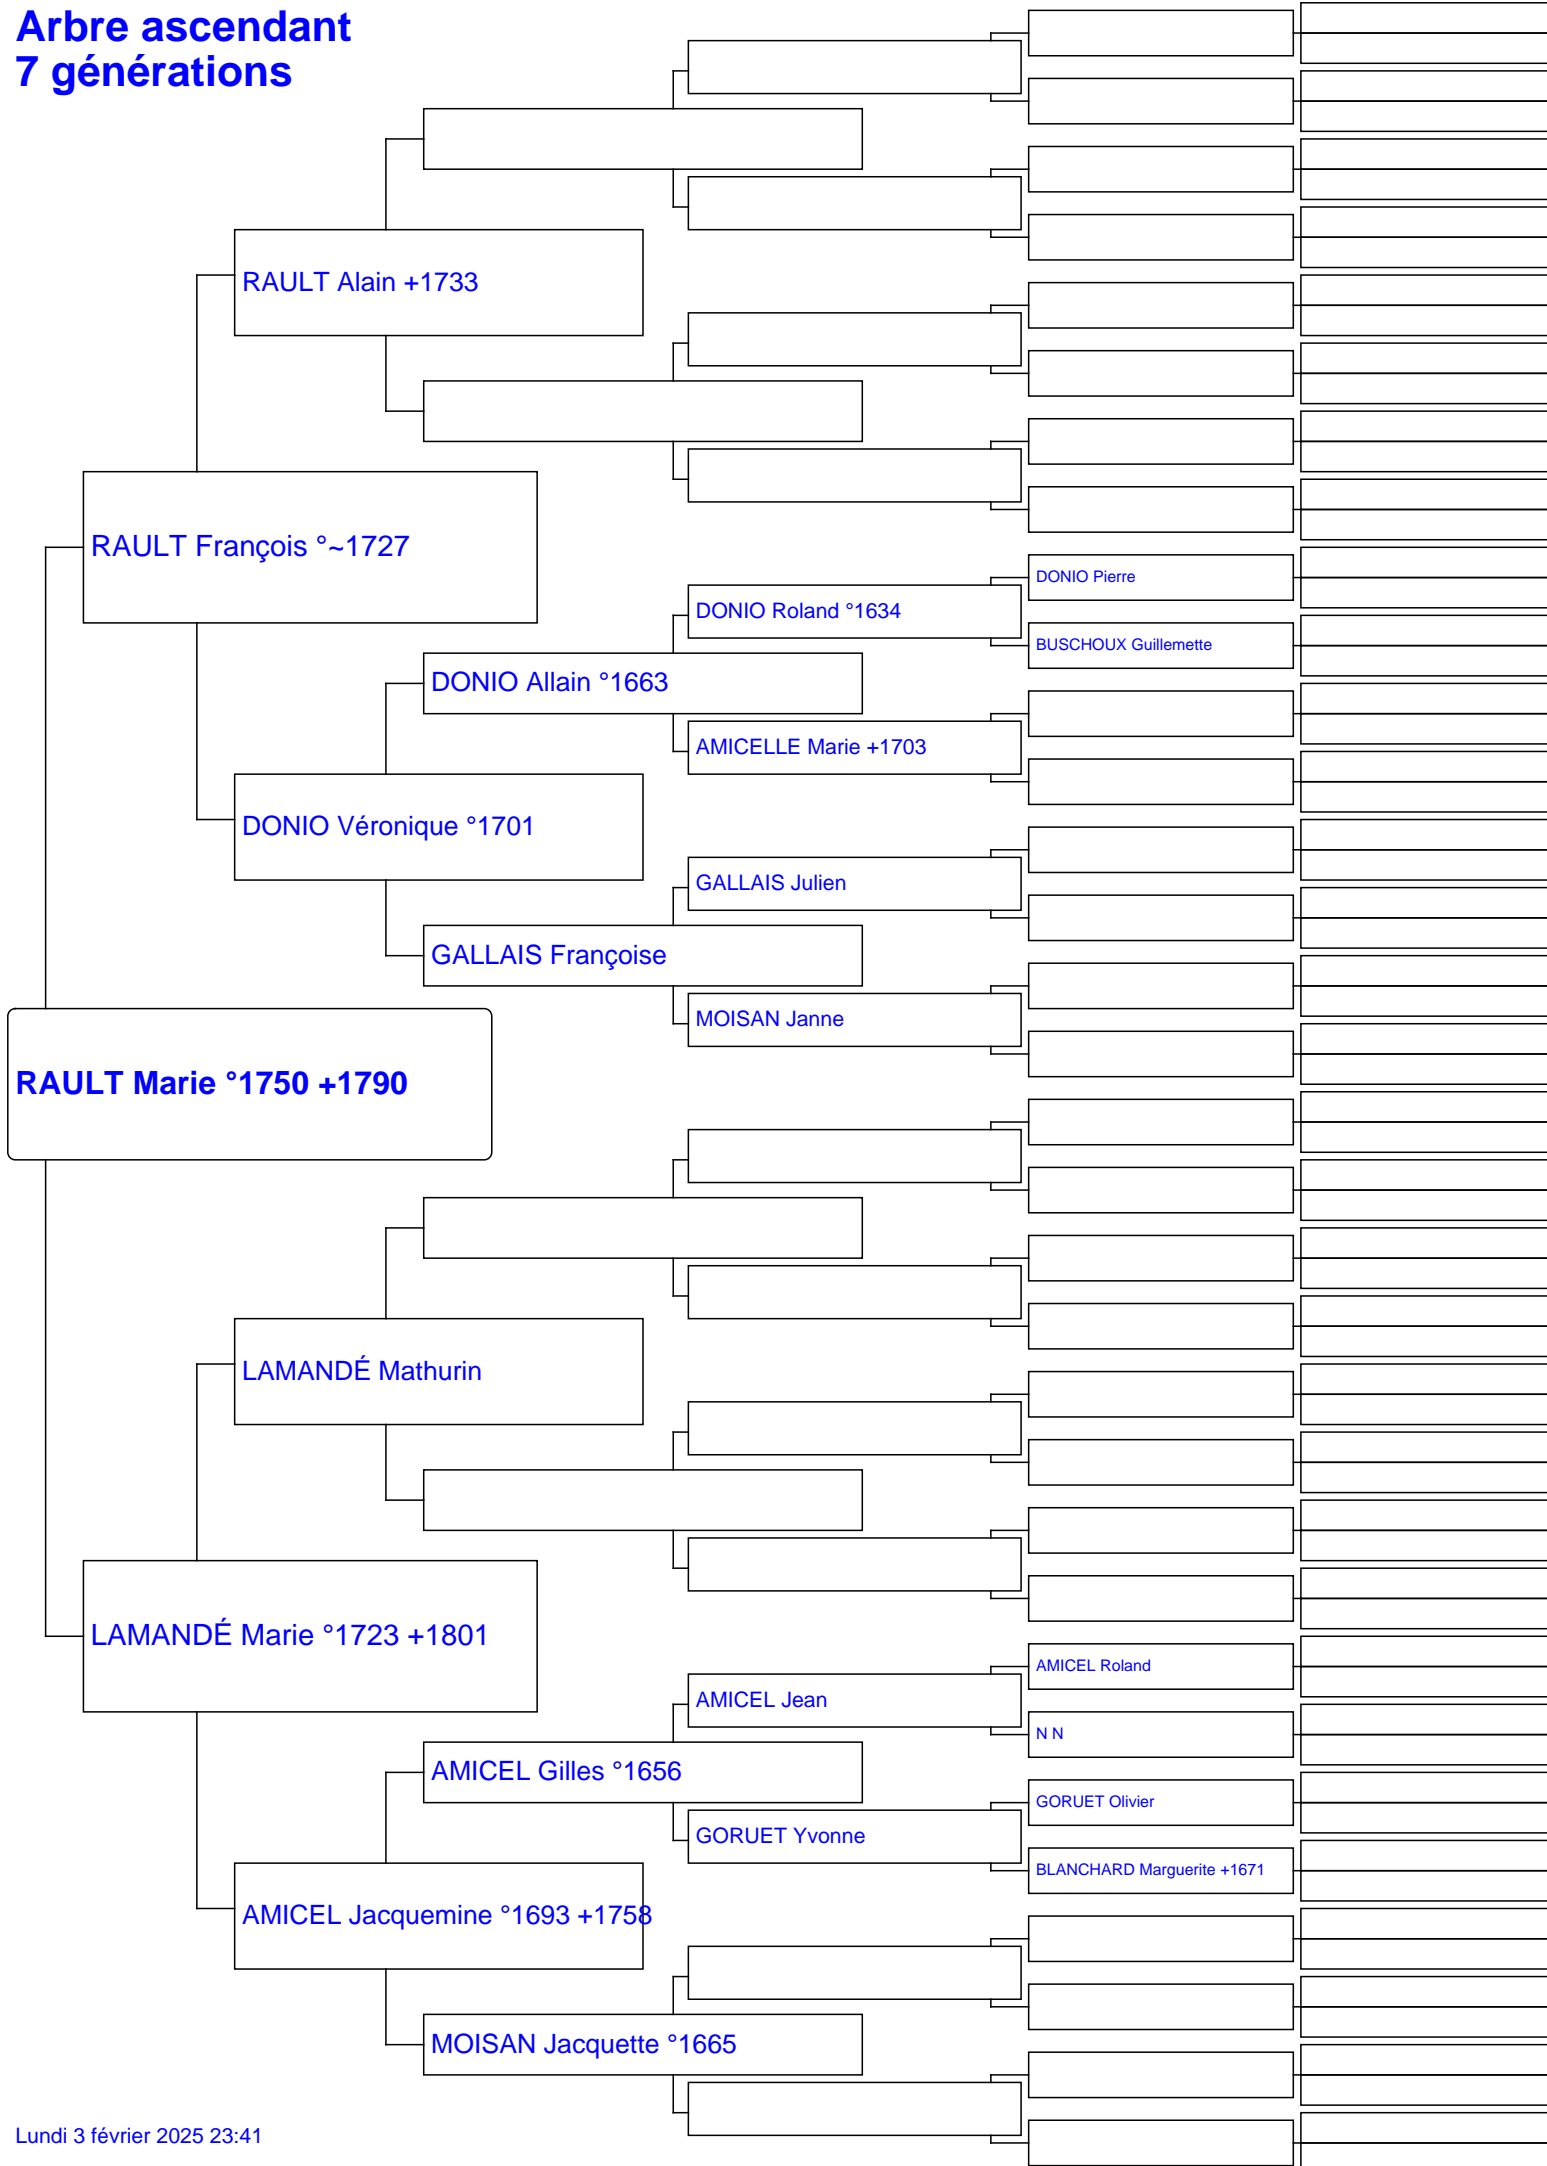 Arbre ascendant
7 générations
RAULT Alain +1733
RAULT François °~1727
DONIO Pierre
DONIO Roland °1634
BUSCHOUX Guillemette
DONIO Allain °1663
AMICELLE Marie +1703
DONIO Véronique °1701
GALLAIS Julien
GALLAIS Françoise
MOISAN Janne
RAULT Marie °1750 +1790
LAMANDÉ Mathurin
LAMANDÉ Marie °1723 +1801
AMICEL Roland
AMICEL Jean
N N
AMICEL Gilles °1656
GORUET Olivier
GORUET Yvonne
BLANCHARD Marguerite +1671
AMICEL Jacquemine °1693 +1758
MOISAN Jacquette °1665
Lundi 3 février 2025 23:41